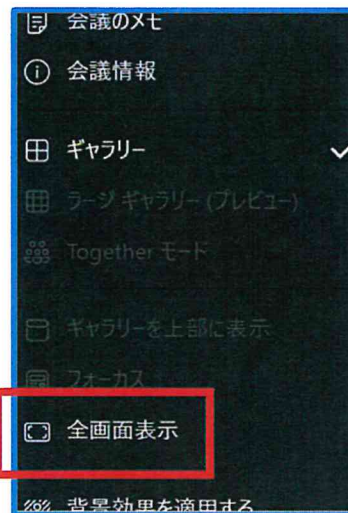 会議のメモ
会議情報
ギャラリー
ラージ ギャラリー (プレビュー)
Together モード
ギャラリーを上部に表示
フォーカス
全画面表示
背景効果を適用する